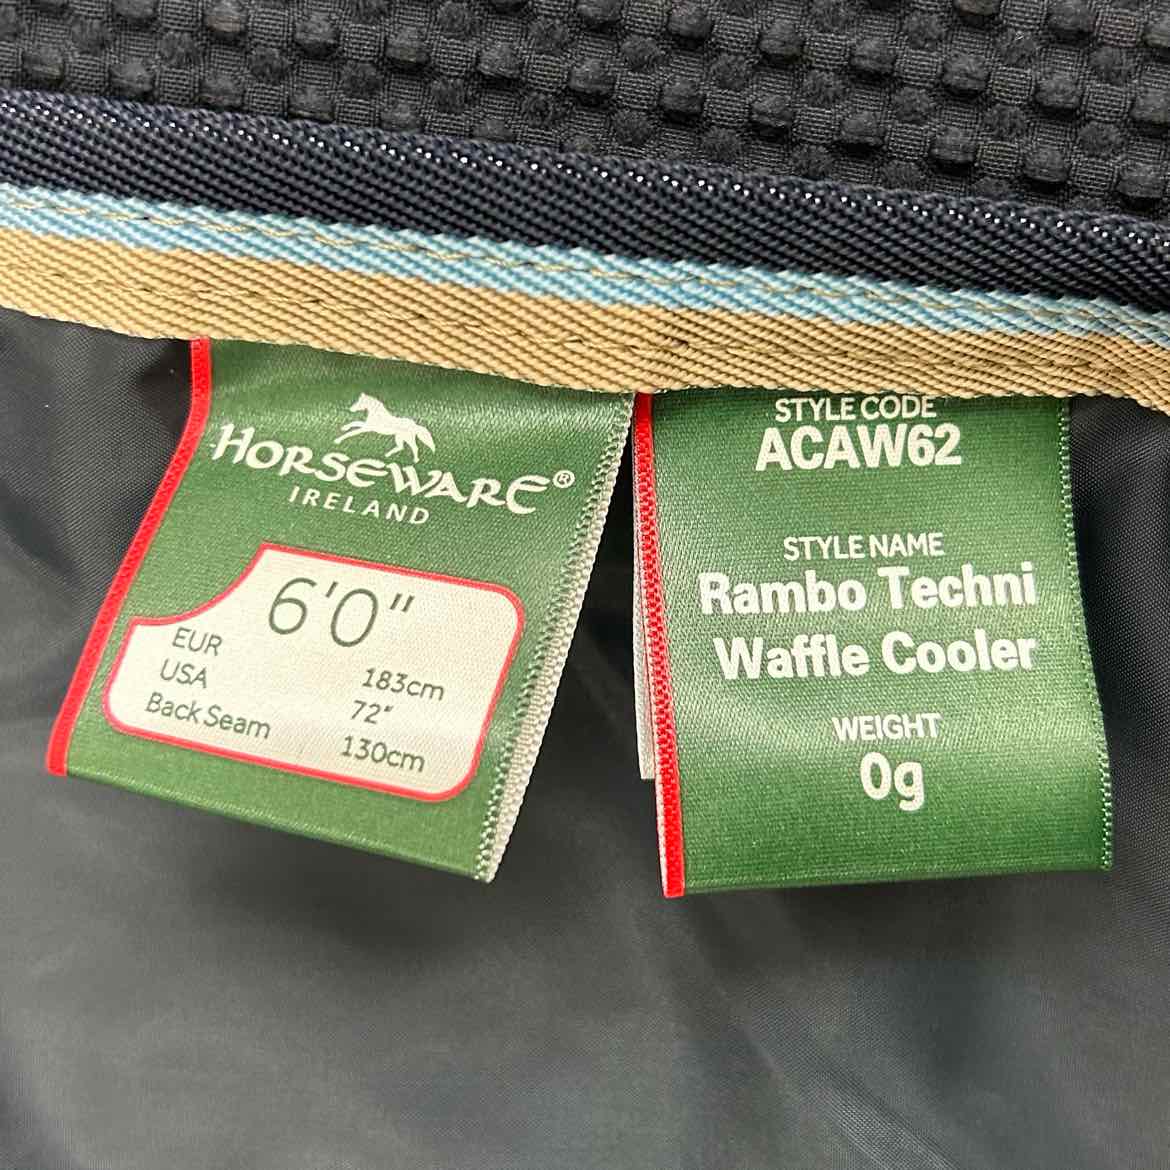 HORSEWARE®
IRELAND
6'0"
EUR 183cm
USA 72"
Back Seam 130cm
STYLE CODE
ACAW62
STYLE NAME
Rambo Techni
Waffle Cooler
WEIGHT
0g